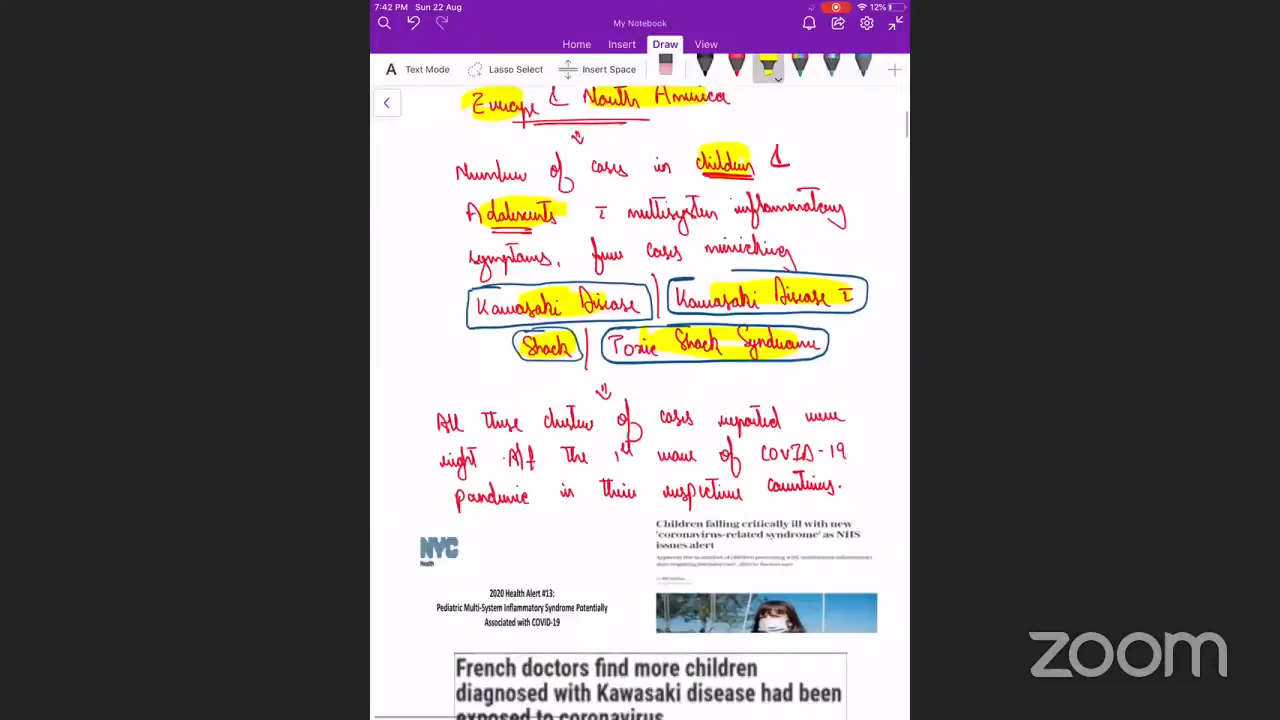 7:42 PM Sun 22 Aug
12%
My Notebook
Home Insert Draw View
Text Mode Lasso Select Insert Space
Europe & North America
Number of cases in children &
Adolescents c̄ multisystem inflammatory
symptoms, few cases mimicking
Kawasaki Disease | Kawasaki Disease c̄
Shock | Toxic Shock Syndrome
All these cluster of cases reported were
right Aff the 1st wave of COVID-19
pandemic in their respective countries.
NYC
Health
2020 Health Alert #13:
Pediatric Multi-System Inflammatory Syndrome Potentially
Associated with COVID-19
Children falling critically ill with new
'coronavirus-related syndrome' as NHS
issues alert
French doctors find more children
diagnosed with Kawasaki disease had been
exposed to coronavirus
zoom